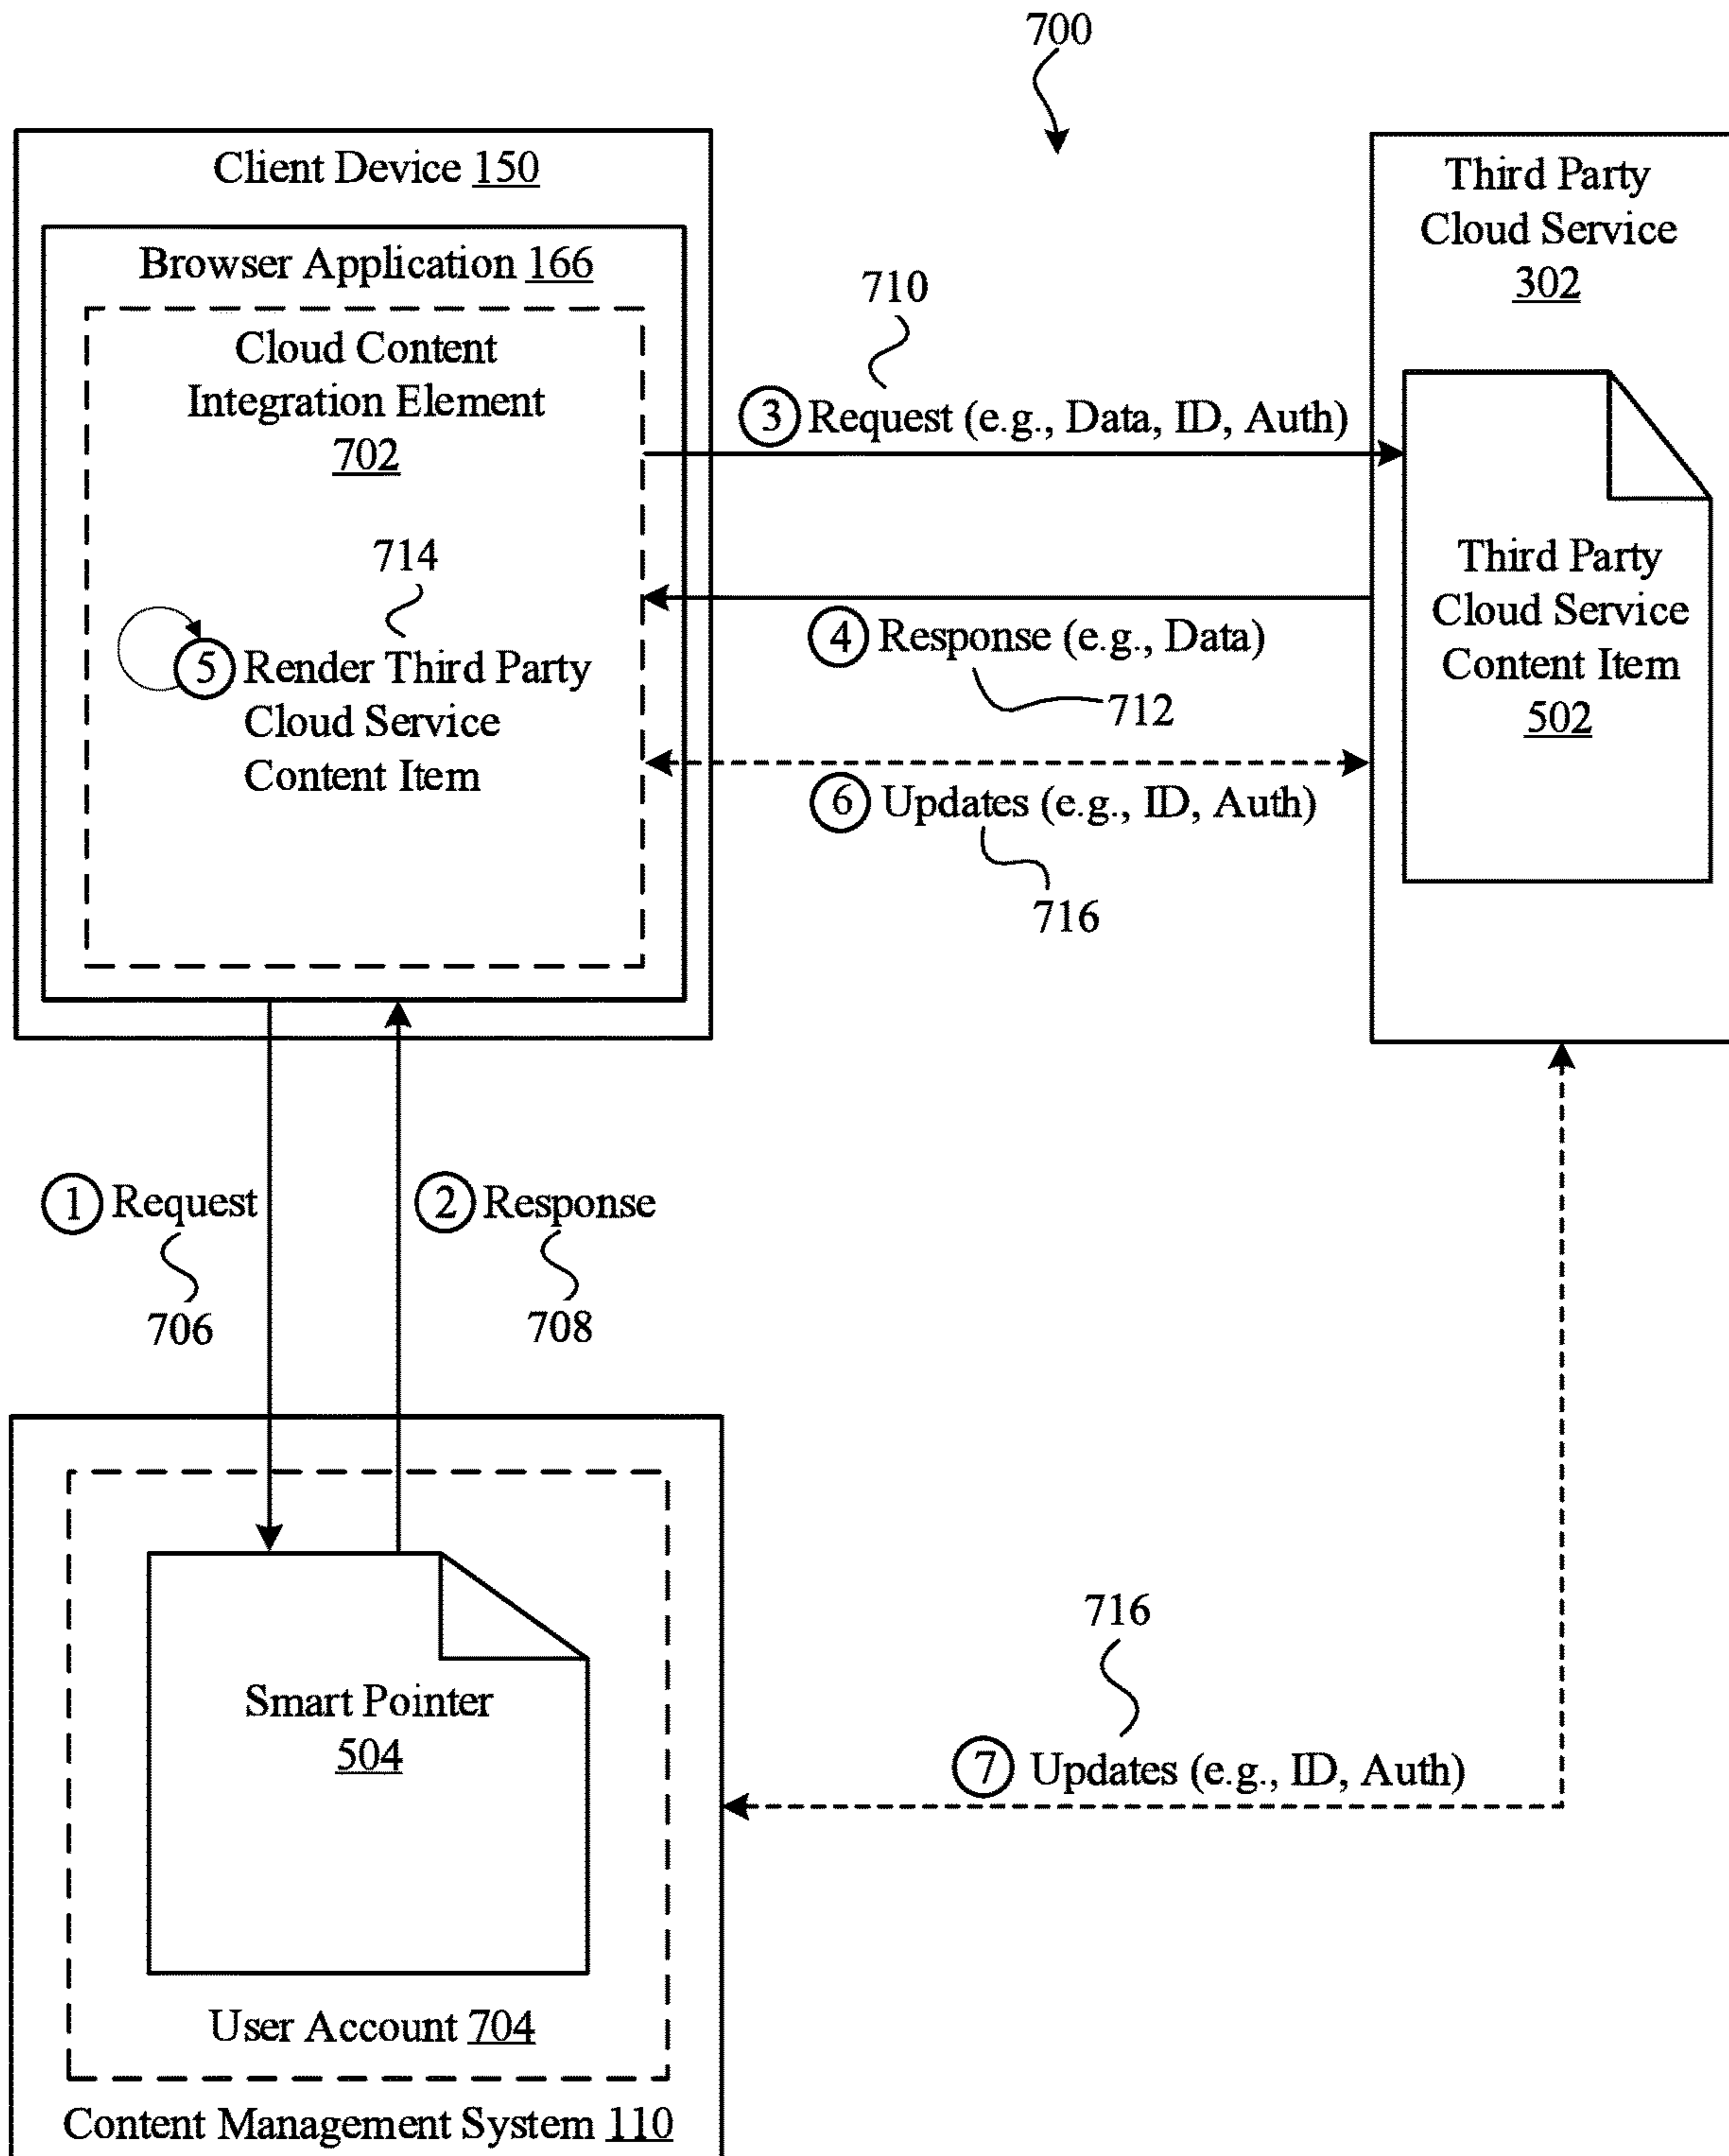 700
Client Device 150
Browser Application 166
Cloud Content
Integration Element
702
714
5 Render Third Party
Cloud Service
Content Item
710
3 Request (e.g., Data, ID, Auth)
4 Response (e.g., Data)
712
6 Updates (e.g., ID, Auth)
716
Third Party
Cloud Service
302
Third Party
Cloud Service
Content Item
502
1 Request
706
2 Response
708
Smart Pointer
504
User Account 704
Content Management System 110
716
7 Updates (e.g., ID, Auth)